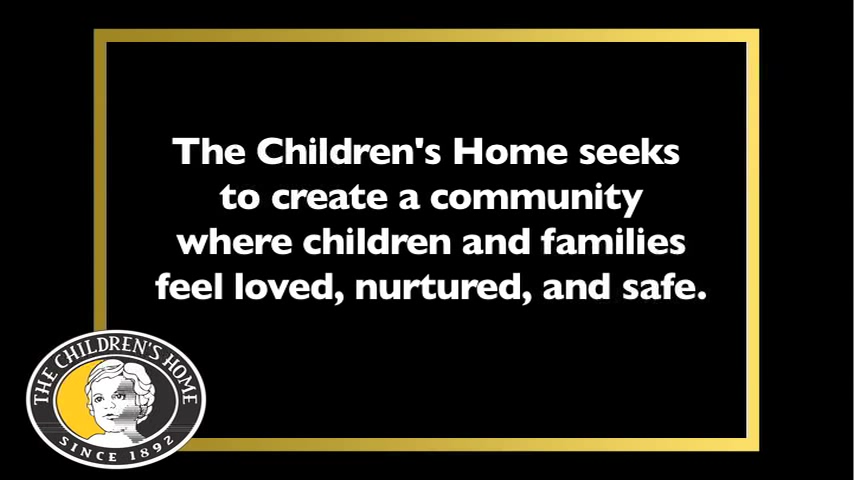 The Children's Home seeks
to create a community
where children and families
feel loved, nurtured, and safe.
THE CHILDREN'S HOME
SINCE 1892